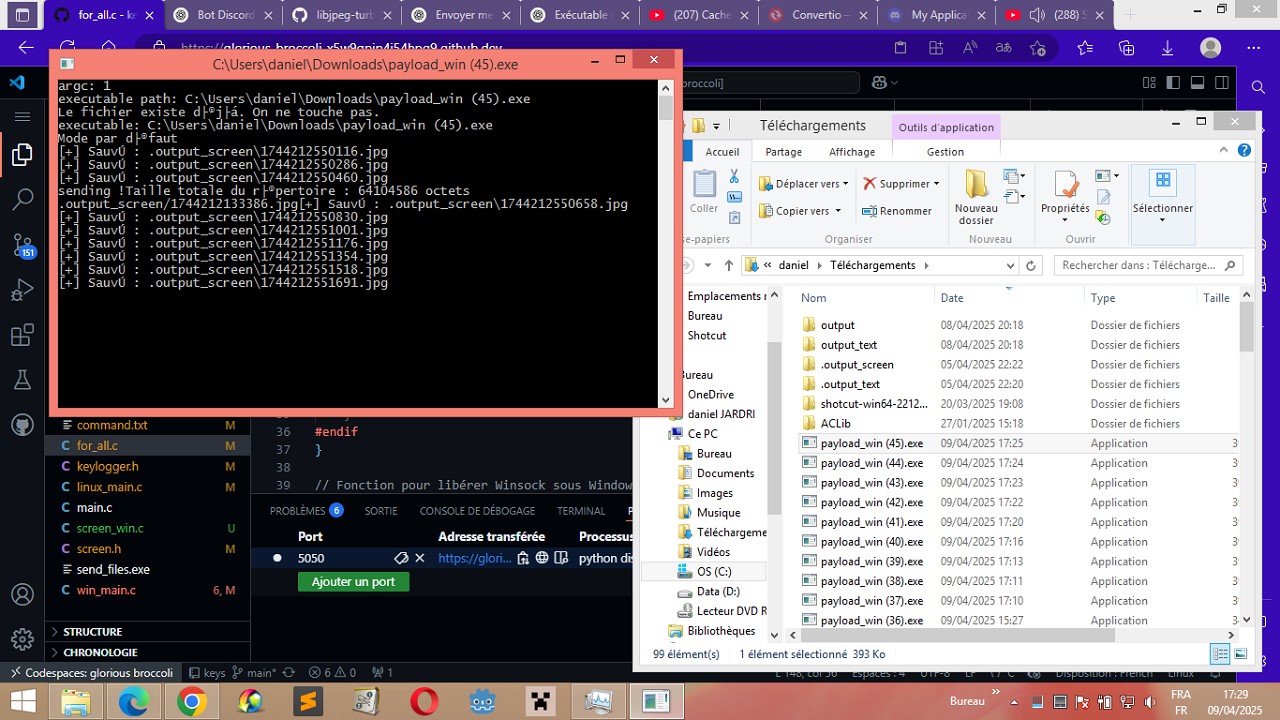 for_all.c - ke
Bot Discord
libjpeg-turb
Envoyer me
Exécutable
(207) Cache
Convertio –
My Applica
(288) S
https://glorious-broccoli-x5w9gpjp4j54hpg9.github.dev
C:\Users\daniel\Downloads\payload_win (45).exe
argc: 1
executable path: C:\Users\daniel\Downloads\payload_win (45).exe
Le fichier existe d├®j├á. On ne touche pas.
executable: C:\Users\daniel\Downloads\payload_win (45).exe
Mode par d├®faut
[+] SauvÚ : .output_screen\1744212550116.jpg
[+] SauvÚ : .output_screen\1744212550286.jpg
[+] SauvÚ : .output_screen\1744212550460.jpg
sending !Taille totale du r├®pertoire : 64104586 octets
.output_screen/1744212133386.jpg[+] SauvÚ : .output_screen\1744212550658.jpg
[+] SauvÚ : .output_screen\1744212550830.jpg
[+] SauvÚ : .output_screen\1744212551001.jpg
[+] SauvÚ : .output_screen\1744212551176.jpg
[+] SauvÚ : .output_screen\1744212551354.jpg
[+] SauvÚ : .output_screen\1744212551518.jpg
[+] SauvÚ : .output_screen\1744212551691.jpg
broccoli]
151
Téléchargements
Outils d'application
Accueil
Partage
Affichage
Gestion
Coller
Déplacer vers
Copier vers
Supprimer
Renommer
Nouveau
dossier
Propriétés
Sélectionner
se-papiers
Organiser
Nouveau
Ouvrir
« daniel
Téléchargements
Rechercher dans : Télécharge...
Nom
Date
Type
Taille
output 08/04/2025 20:18 Dossier de fichiers
output_text 08/04/2025 20:18 Dossier de fichiers
.output_screen 05/04/2025 22:22 Dossier de fichiers
.output_text 05/04/2025 22:20 Dossier de fichiers
shotcut-win64-2212... 20/03/2025 19:08 Dossier de fichiers
ACLib 27/01/2025 15:18 Dossier de fichiers
payload_win (45).exe 09/04/2025 17:25 Application
payload_win (44).exe 09/04/2025 17:24 Application
payload_win (43).exe 09/04/2025 17:23 Application
payload_win (42).exe 09/04/2025 17:22 Application
payload_win (41).exe 09/04/2025 17:20 Application
payload_win (40).exe 09/04/2025 17:16 Application
payload_win (39).exe 09/04/2025 17:13 Application
payload_win (38).exe 09/04/2025 17:11 Application
payload_win (37).exe 09/04/2025 17:10 Application
payload_win (36).exe 09/04/2025 15:27 Application
Emplacements r
Bureau
Shotcut
Bureau
OneDrive
daniel JARDRI
Ce PC
Bureau
Documents
Images
Musique
Téléchargeme
Vidéos
OS (C:)
Data (D:)
Lecteur DVD R
Bibliothèques
99 élément(s)
1 élément sélectionné 393 Ko
command.txt M
for_all.c M
keylogger.h M
linux_main.c M
main.c
screen_win.c U
screen.h M
send_files.exe
win_main.c 6, M
STRUCTURE
CHRONOLOGIE
36 #endif
37 }
38
39 // Fonction pour libérer Winsock sous Window
PROBLÈMES 6
SORTIE
CONSOLE DE DÉBOGAGE
TERMINAL
Port
Adresse transférée
Processus
5050
https://glori...
python dis
Ajouter un port
Codespaces: glorious broccoli
keys
main*
6
0
1
L 148, col 56
Espaces : 4
UTF-8
LF
Disposition : French
Linux
Bureau
»
FRA
FR
17:29
09/04/2025